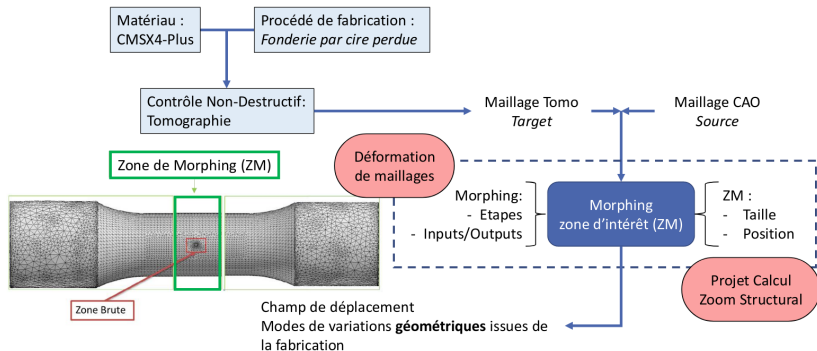 Matériau :
CMSX4-Plus
Procédé de fabrication :
Fonderie par cire perdue
Contrôle Non-Destructif:
Tomographie
Maillage Tomo
Target
Maillage CAO
Source
Zone de Morphing (ZM)
Déformation
de maillages
Morphing:
- Etapes
- Inputs/Outputs
Morphing
zone d'intérêt (ZM)
ZM :
- Taille
- Position
Zone Brute
Projet Calcul
Zoom Structural
Champ de déplacement
Modes de variations géométriques issues de
la fabrication